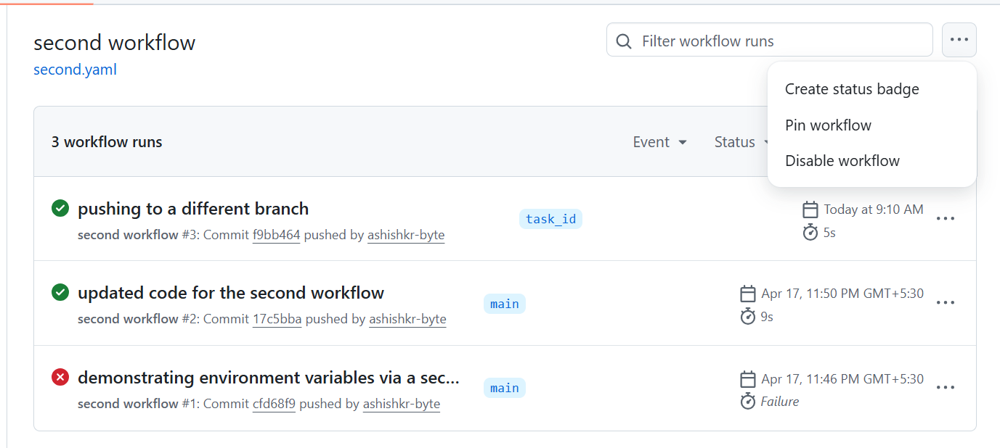 second workflow
second.yaml
Filter workflow runs
Create status badge
Pin workflow
Disable workflow
3 workflow runs
Event
Status
pushing to a different branch
second workflow #3: Commit f9bb464 pushed by ashishkr-byte
task_id
Today at 9:10 AM
5s
updated code for the second workflow
second workflow #2: Commit 17c5bba pushed by ashishkr-byte
main
Apr 17, 11:50 PM GMT+5:30
9s
demonstrating environment variables via a sec...
second workflow #1: Commit cfd68f9 pushed by ashishkr-byte
main
Apr 17, 11:46 PM GMT+5:30
Failure